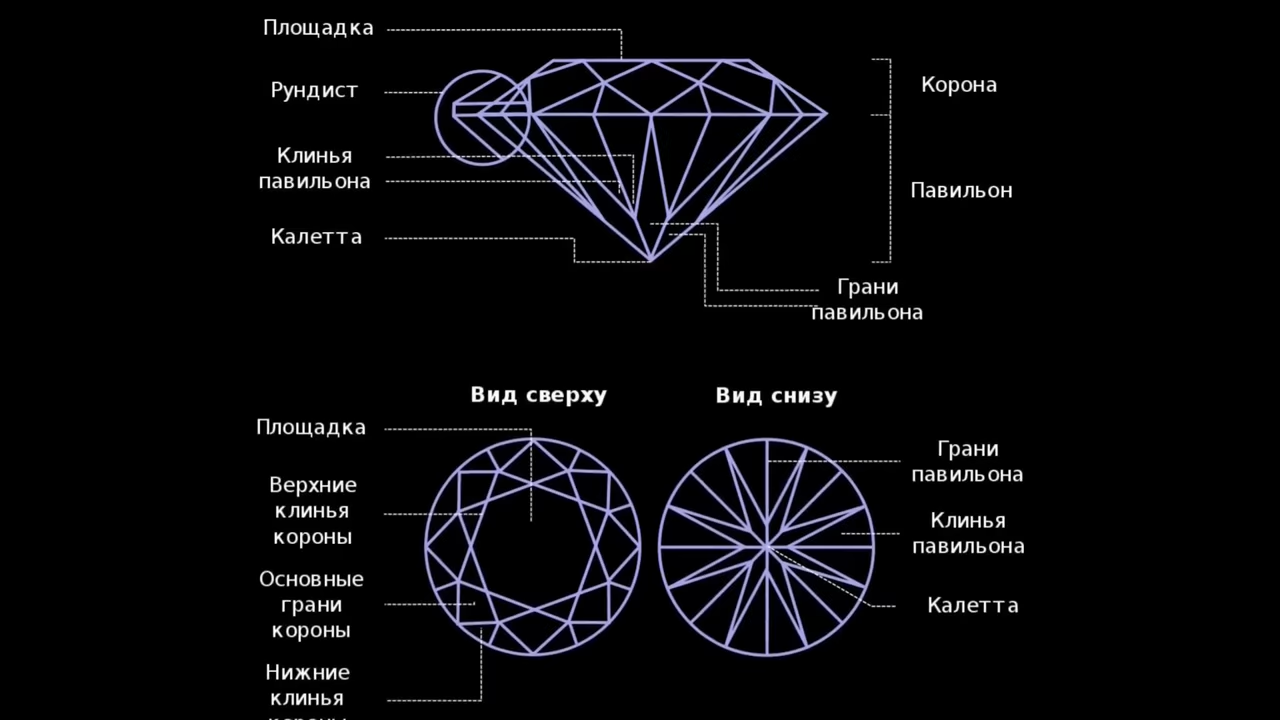 Площадка
Рундист
Клинья
павильона
Калетта
Корона
Павильон
Грани
павильона
Вид сверху
Вид снизу
Площадка
Верхние
клинья
короны
Основные
грани
короны
Нижние
клинья
Грани
павильона
Клинья
павильона
Калетта